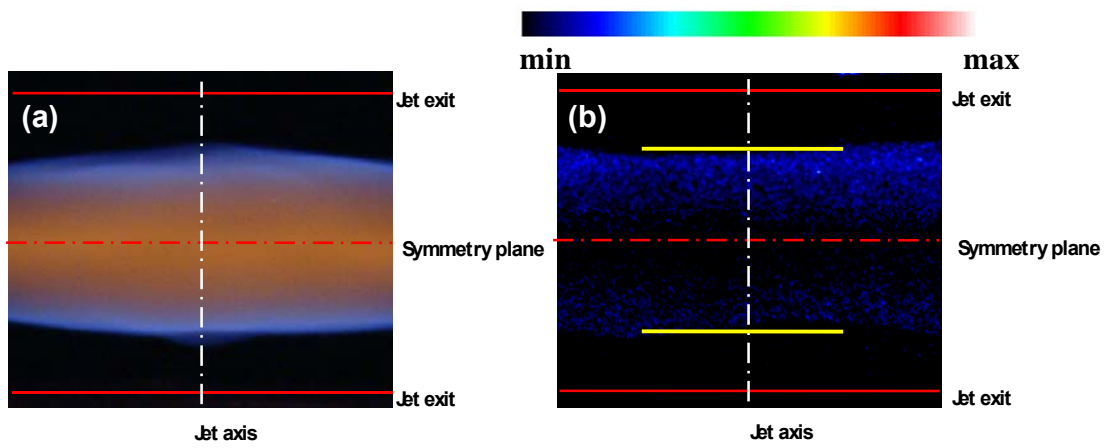 min
max
(a)
Jet exit
Symmetry plane
Jet exit
Jet axis
(b)
Jet exit
Symmetry plane
Jet exit
Jet axis